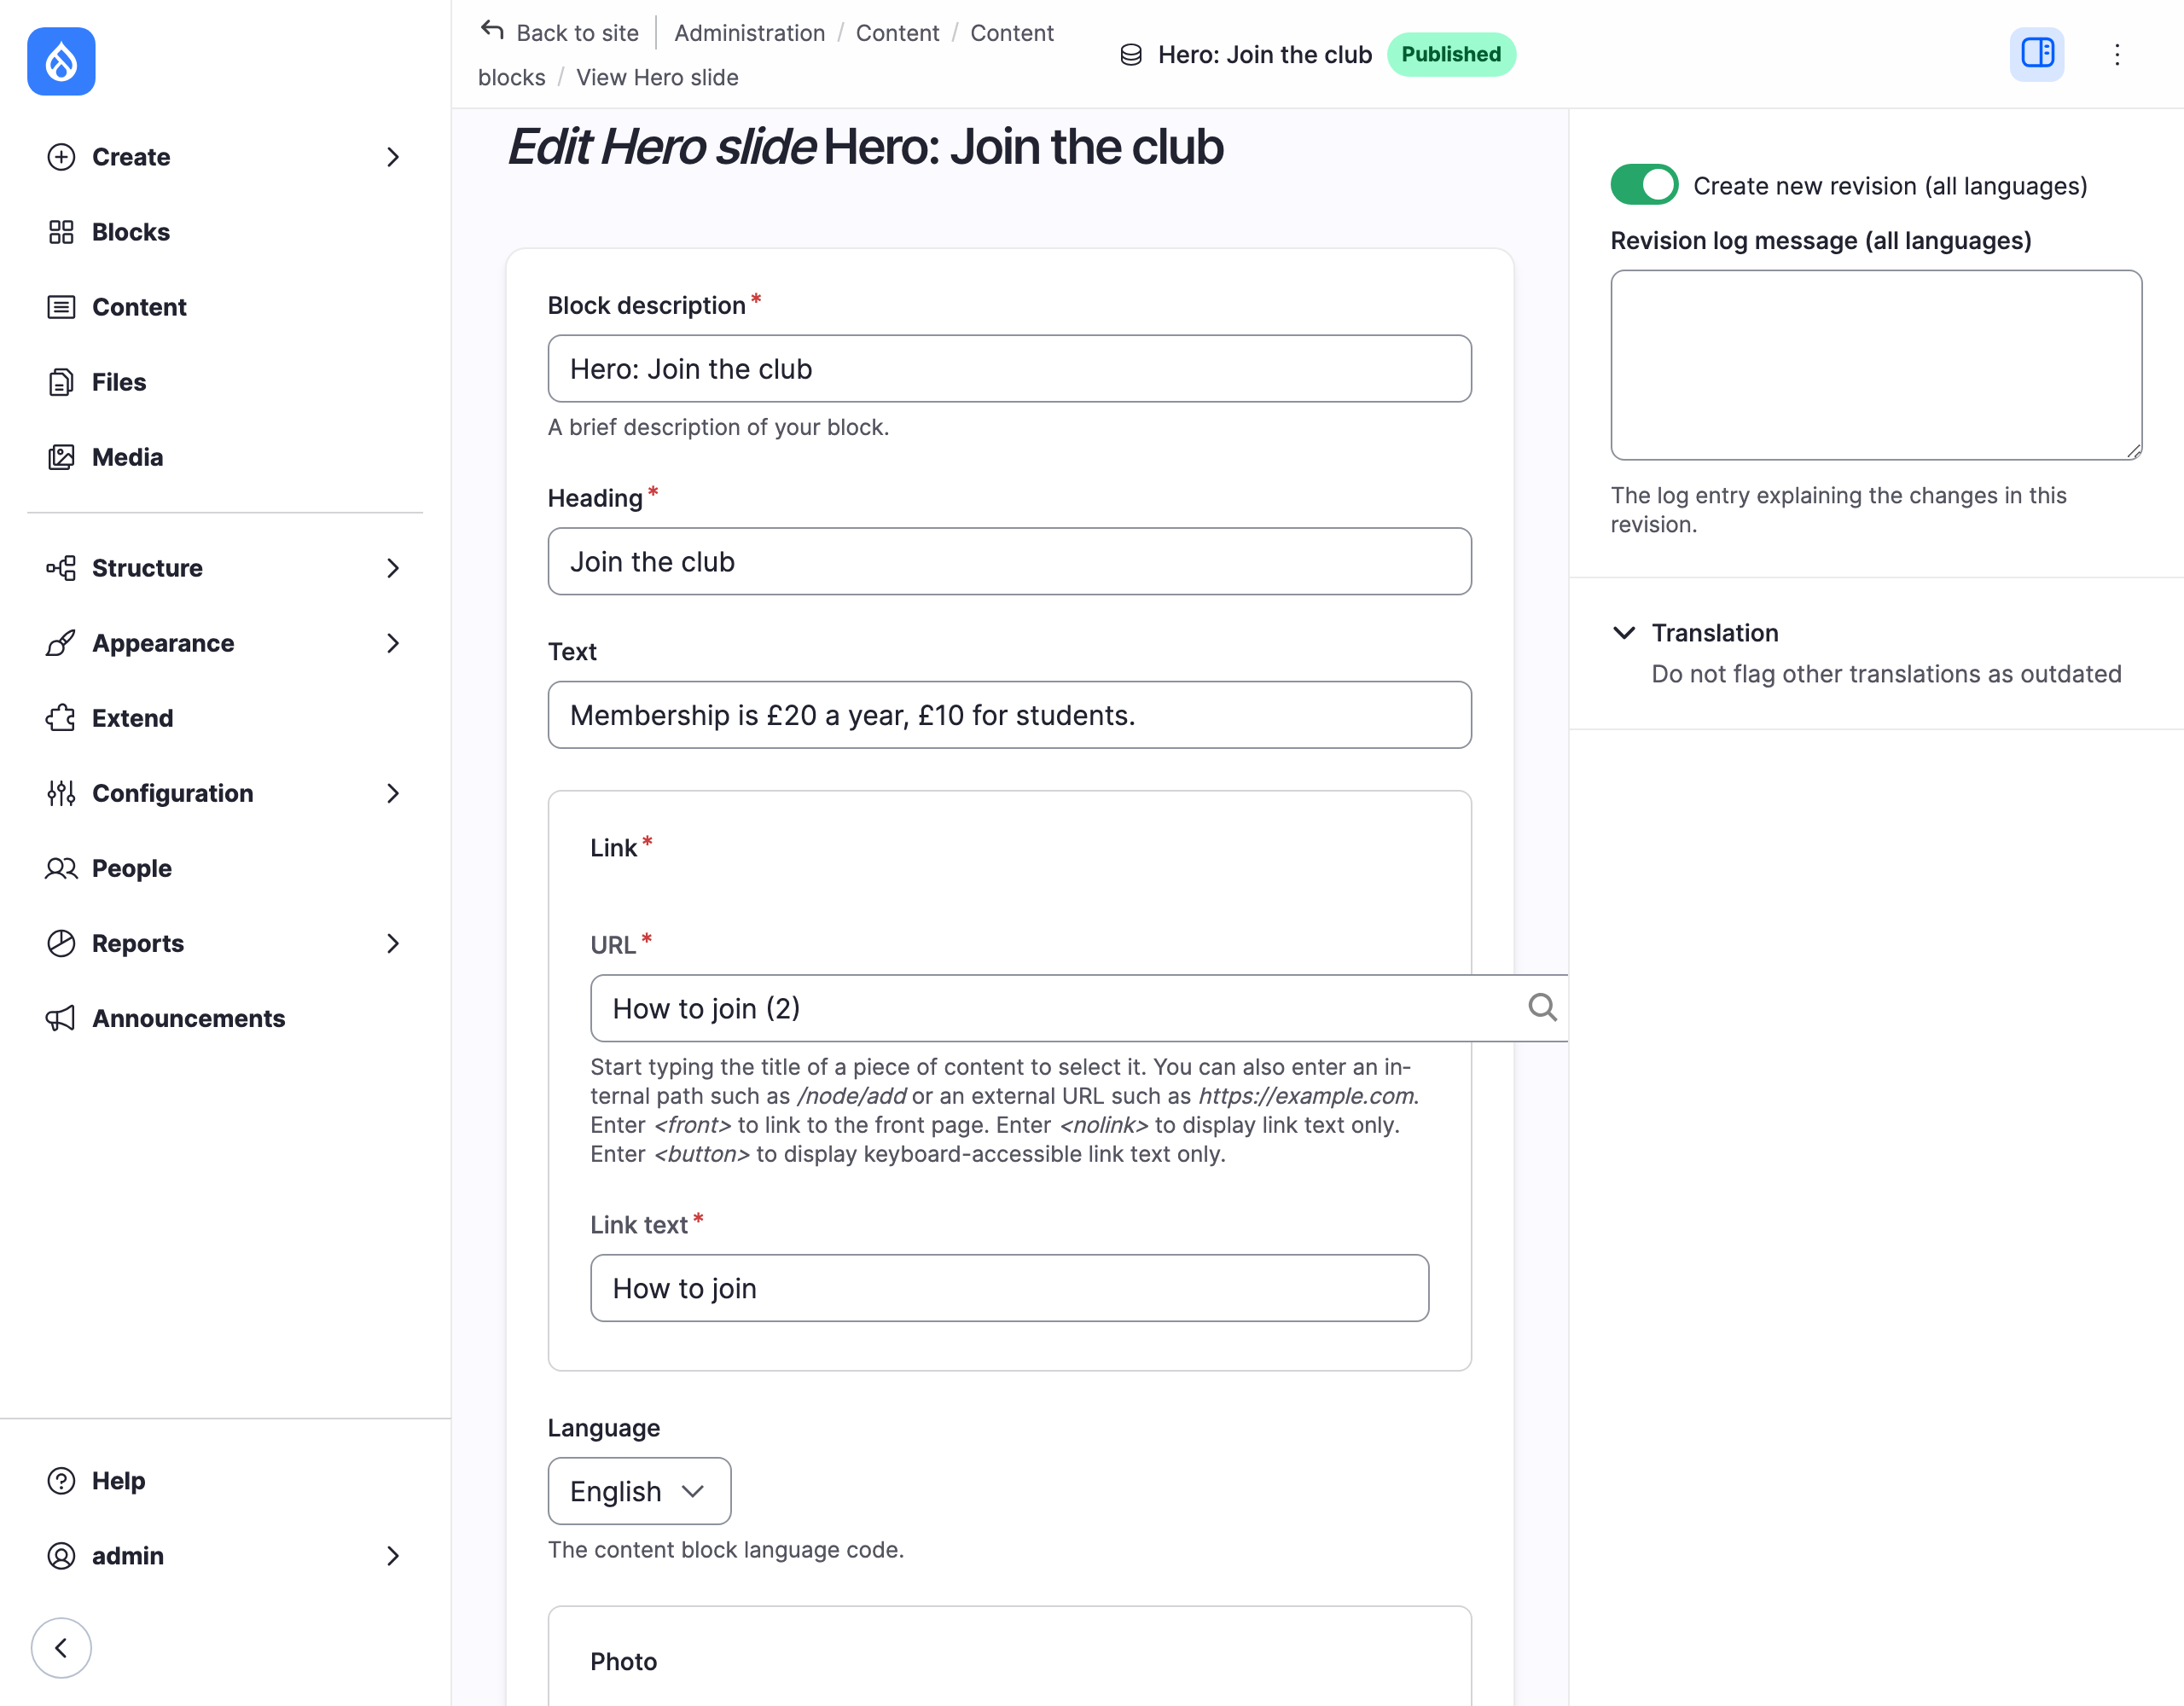 Back to site
Administration / Content / Content
blocks / View Hero slide
Hero: Join the club
Published
Create
Blocks
Content
Files
Media
Structure
Appearance
Extend
Configuration
People
Reports
Announcements
Help
admin
Edit Hero slide Hero: Join the club
Block description*
Hero: Join the club
A brief description of your block.
Heading*
Join the club
Text
Membership is £20 a year, £10 for students.
Link*
URL*
How to join (2)
Start typing the title of a piece of content to select it. You can also enter an in-
ternal path such as /node/add or an external URL such as https://example.com.
Enter <front> to link to the front page. Enter <nolink> to display link text only.
Enter <button> to display keyboard-accessible link text only.
Link text*
How to join
Language
English
The content block language code.
Photo
Create new revision (all languages)
Revision log message (all languages)
The log entry explaining the changes in this
revision.
Translation
Do not flag other translations as outdated